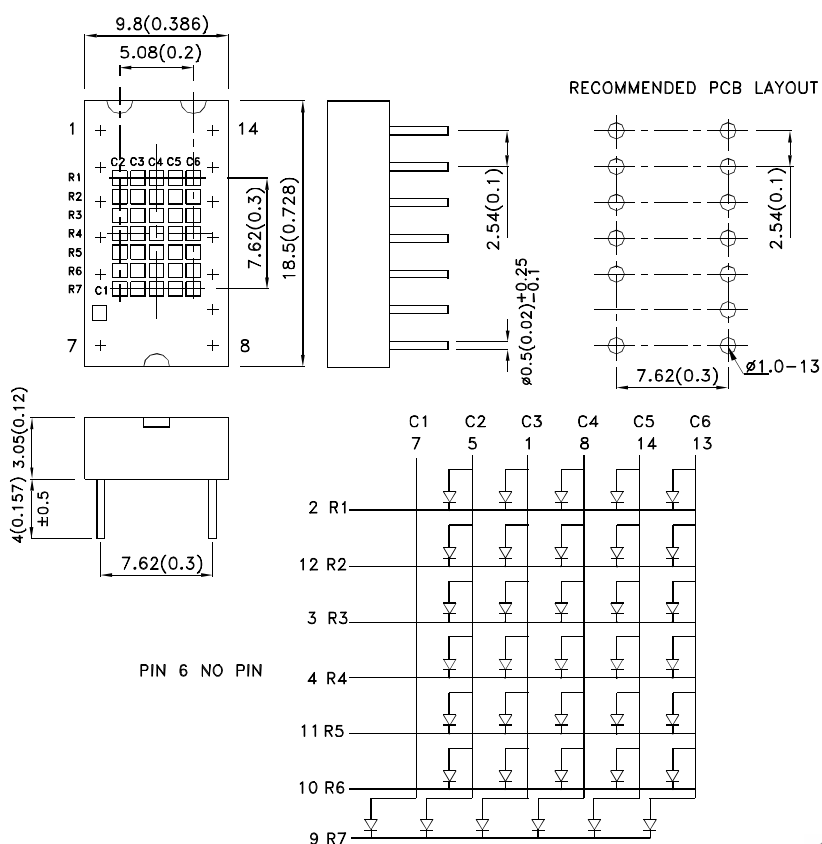 9.8(0.386)
5.08(0.2)
RECOMMENDED PCB LAYOUT
1
14
C2 C3 C4 C5 C6
R1
R2
R3
R4
R5
R6
R7
C1
7
8
7.62(0.3)
18.5(0.728)
2.54(0.1)
ø0.5(0.02)+0.25
-0.1
2.54(0.1)
ø1.0-13
7.62(0.3)
3.05(0.12)
4(0.157)
±0.5
7.62(0.3)
PIN 6 NO PIN
C1 C2 C3 C4 C5 C6
7 5 1 8 14 13
2 R1
12 R2
3 R3
4 R4
11 R5
10 R6
9 R7